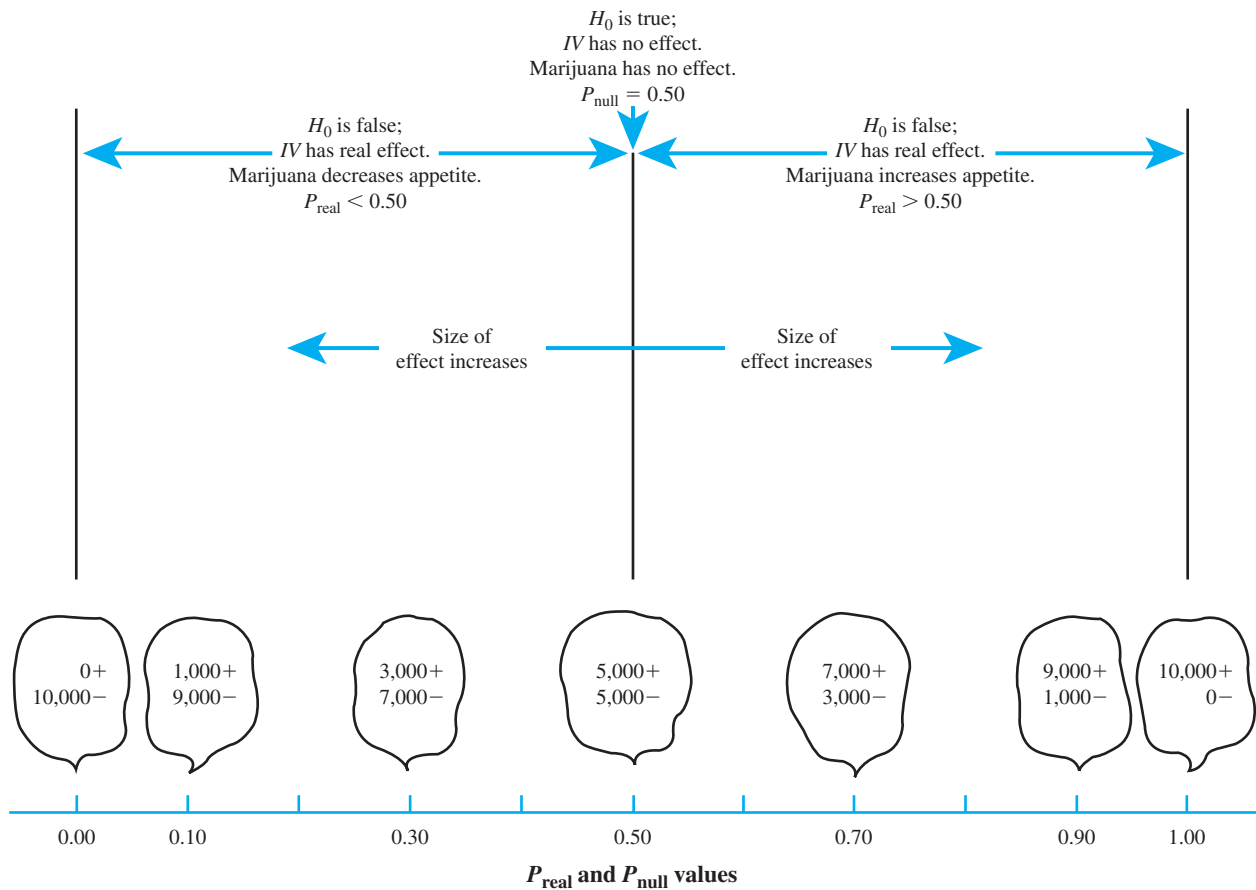 H0 is true;
IV has no effect.
Marijuana has no effect.
Pnull = 0.50
H0 is false;
IV has real effect.
Marijuana decreases appetite.
Preal < 0.50
H0 is false;
IV has real effect.
Marijuana increases appetite.
Preal > 0.50
Size of
effect increases
Size of
effect increases
0+
10,000−
1,000+
9,000−
3,000+
7,000−
5,000+
5,000−
7,000+
3,000−
9,000+
1,000−
10,000+
0−
0.00 0.10 0.30 0.50 0.70 0.90 1.00
Preal and Pnull values